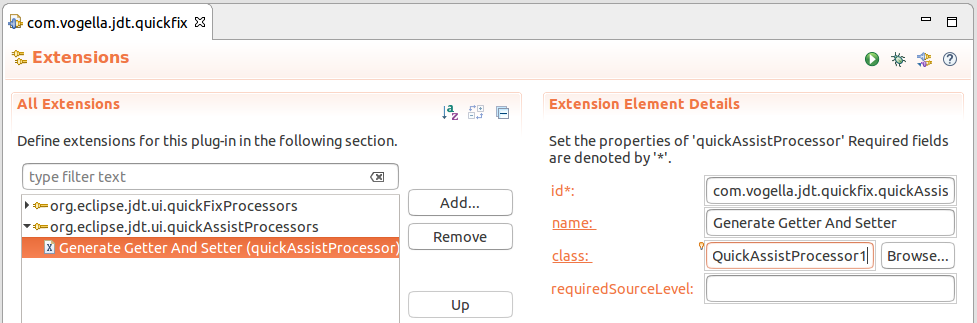 com.vogella.jdt.quickfix
Extensions
All Extensions
Define extensions for this plug-in in the following section.
type filter text
org.eclipse.jdt.ui.quickFixProcessors
org.eclipse.jdt.ui.quickAssistProcessors
Generate Getter And Setter (quickAssistProcessor)
Add...
Remove
Up
Extension Element Details
Set the properties of 'quickAssistProcessor' Required fields
are denoted by '*'.
id*: com.vogella.jdt.quickfix.quickAssis
name: Generate Getter And Setter
class: QuickAssistProcessor1 Browse...
requiredSourceLevel: